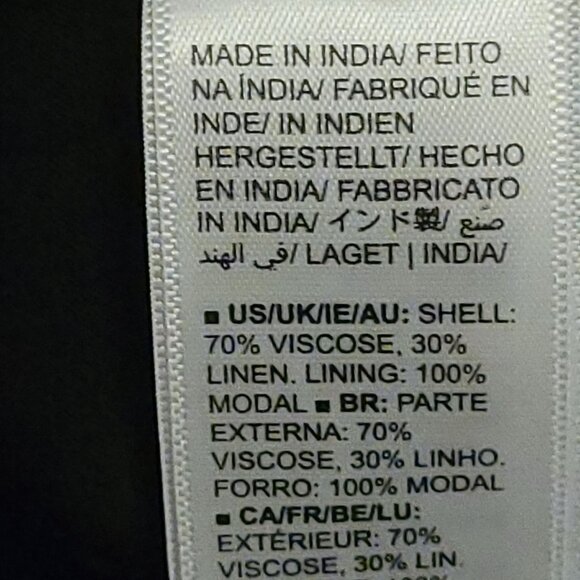 MADE IN INDIA/ FEITO
NA ÍNDIA/ FABRIQUÉ EN
INDE/ IN INDIEN
HERGESTELLT/ HECHO
EN INDIA/ FABBRICATO
IN INDIA/ インド製/ صنع
في الهند/ LAGET | INDIA/
■ US/UK/IE/AU: SHELL:
70% VISCOSE, 30%
LINEN. LINING: 100%
MODAL ■ BR: PARTE
EXTERNA: 70%
VISCOSE, 30% LINHO.
FORRO: 100% MODAL
■ CA/FR/BE/LU:
EXTÉRIEUR: 70%
VISCOSE, 30% LIN.